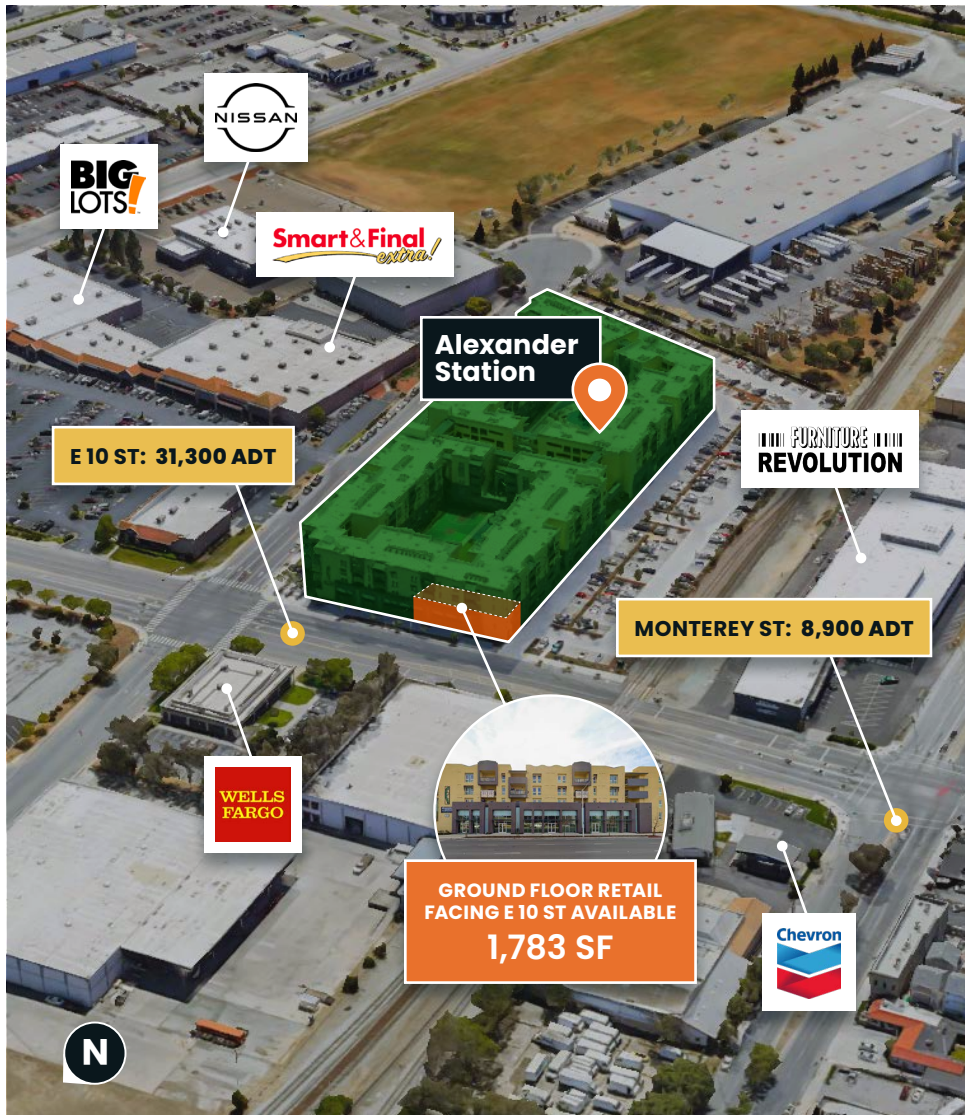 NISSAN
BIG
LOTS!
Smart&Final
extra!
Alexander
Station
FURNITURE
REVOLUTION
E 10 ST: 31,300 ADT
MONTEREY ST: 8,900 ADT
WELLS
FARGO
GROUND FLOOR RETAIL
FACING E 10 ST AVAILABLE
1,783 SF
Chevron
N